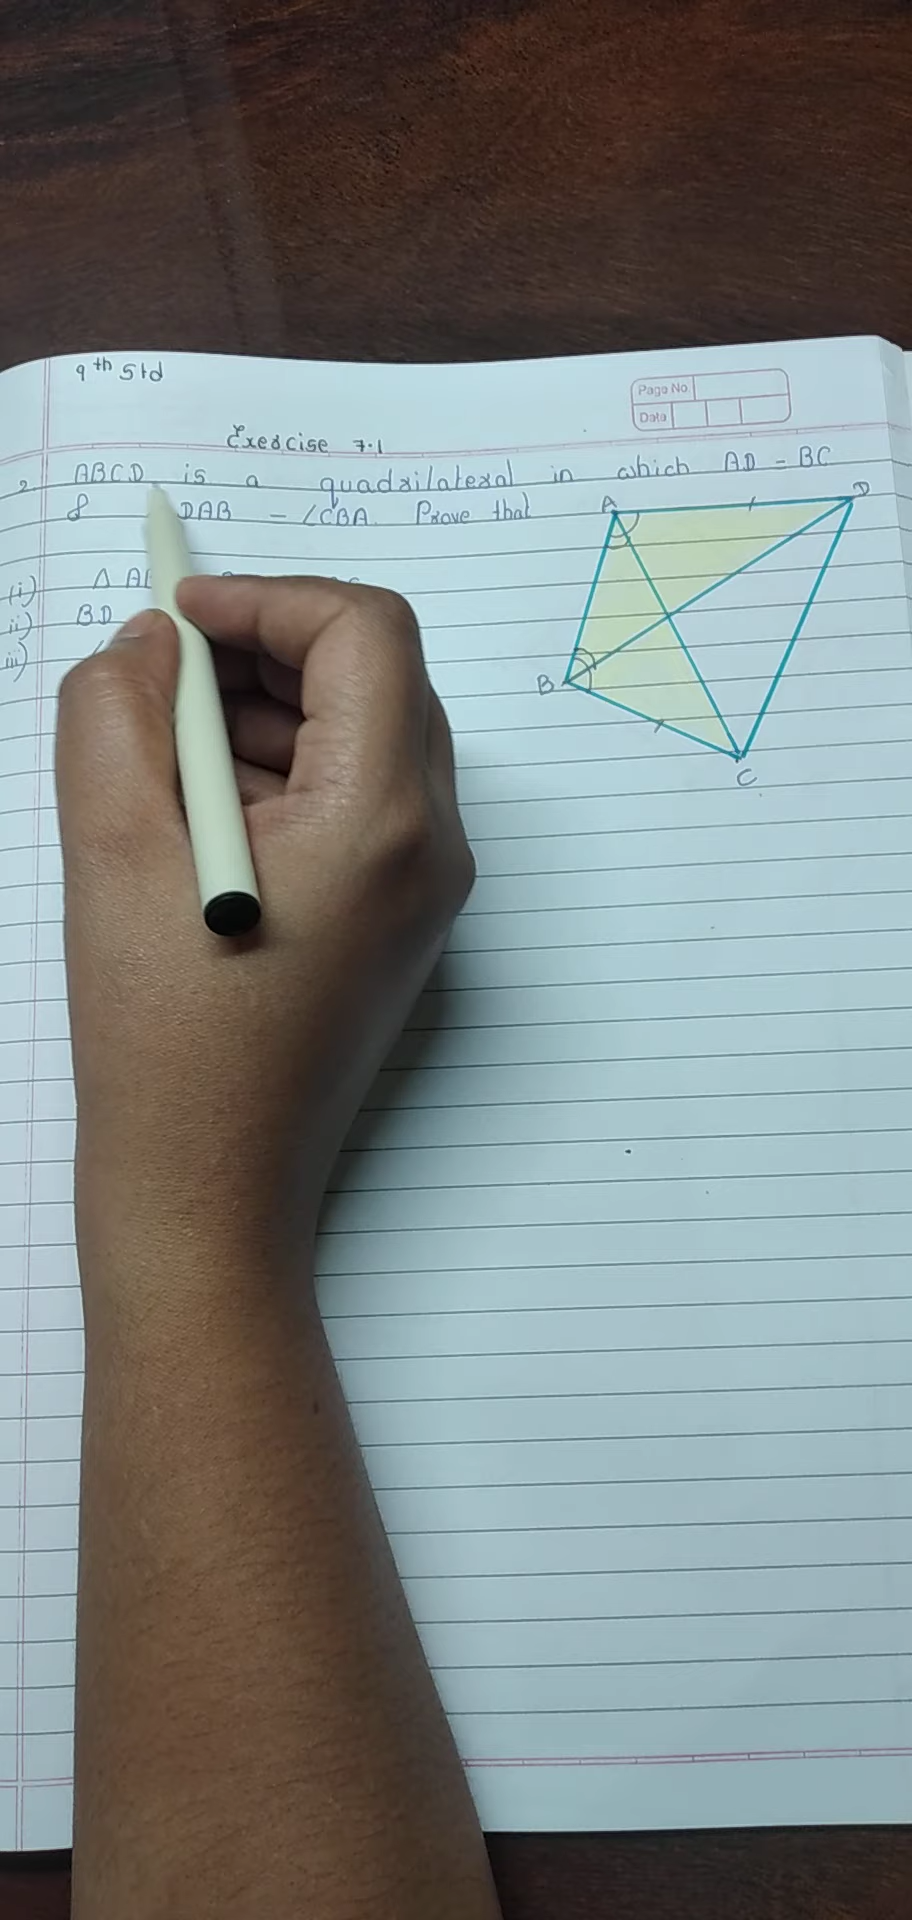 9th Std
Page No.
Date
Exercise 7.1
2 ABCD is a quadrilateral in which AD = BC
& DAB = ∠CBA. Prove that
(i) Δ AB
ii) BD
iii)
A
D
B
C